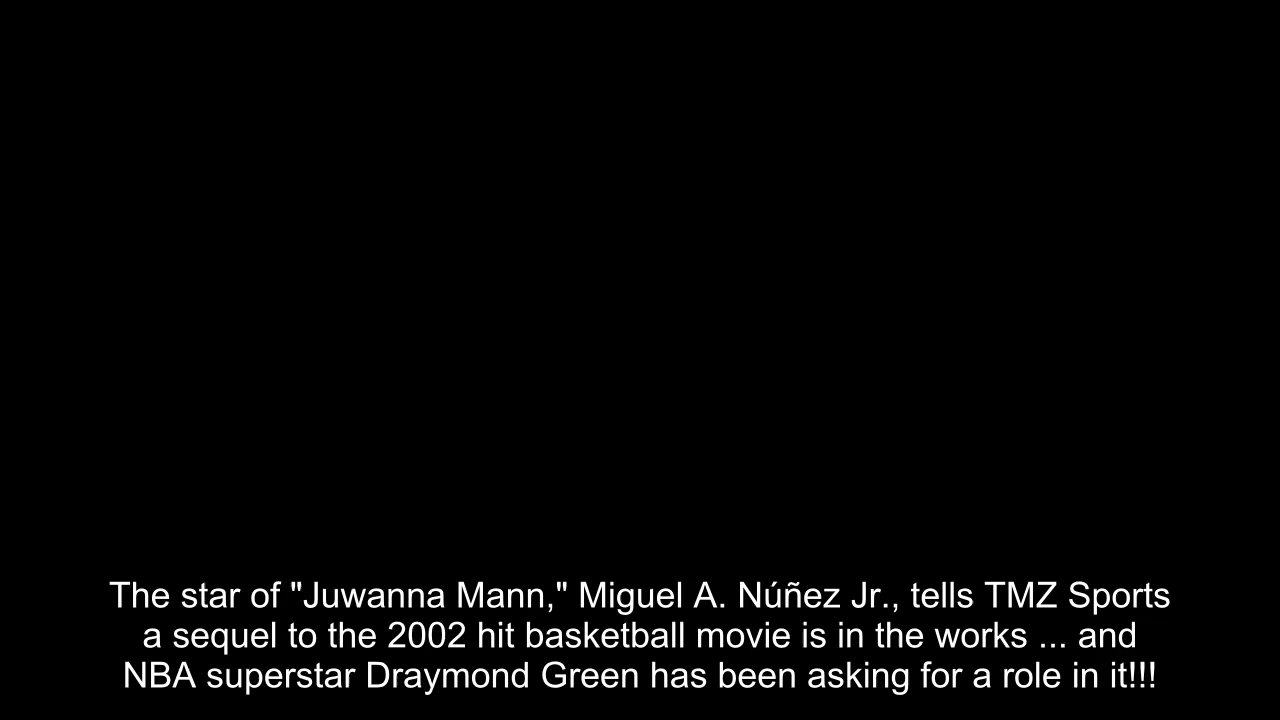 The star of "Juwanna Mann," Miguel A. Núñez Jr., tells TMZ Sports
a sequel to the 2002 hit basketball movie is in the works ... and
NBA superstar Draymond Green has been asking for a role in it!!!